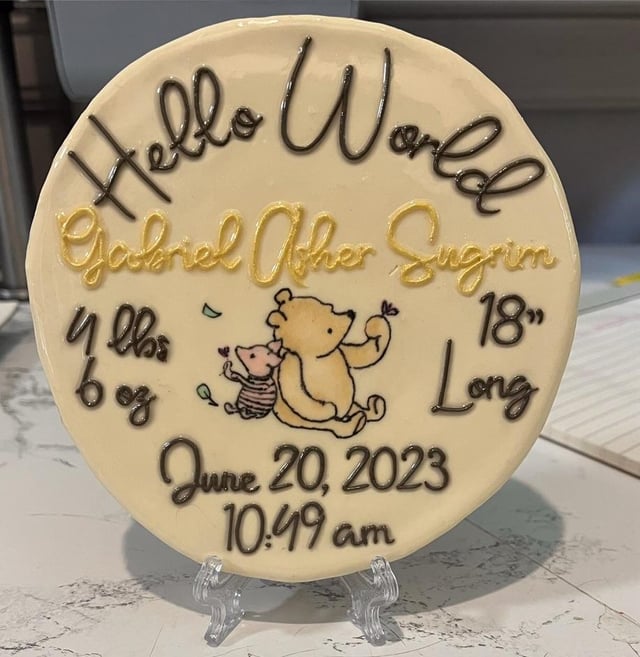 Hello World
Gabriel Asher Sugrim
4 lbs
6 oz
18”
Long
June 20, 2023
10:49 am